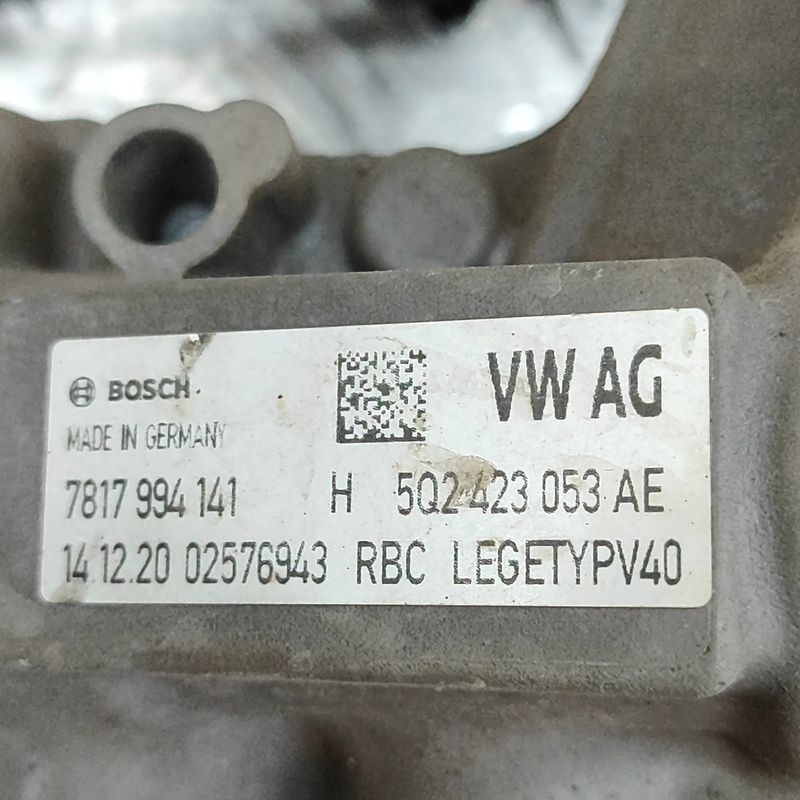 BOSCH
VW AG
MADE IN GERMANY
7817 994 141 H 5Q2 423 053 AE
14.12.20 02576943 RBC LEGETYPV40